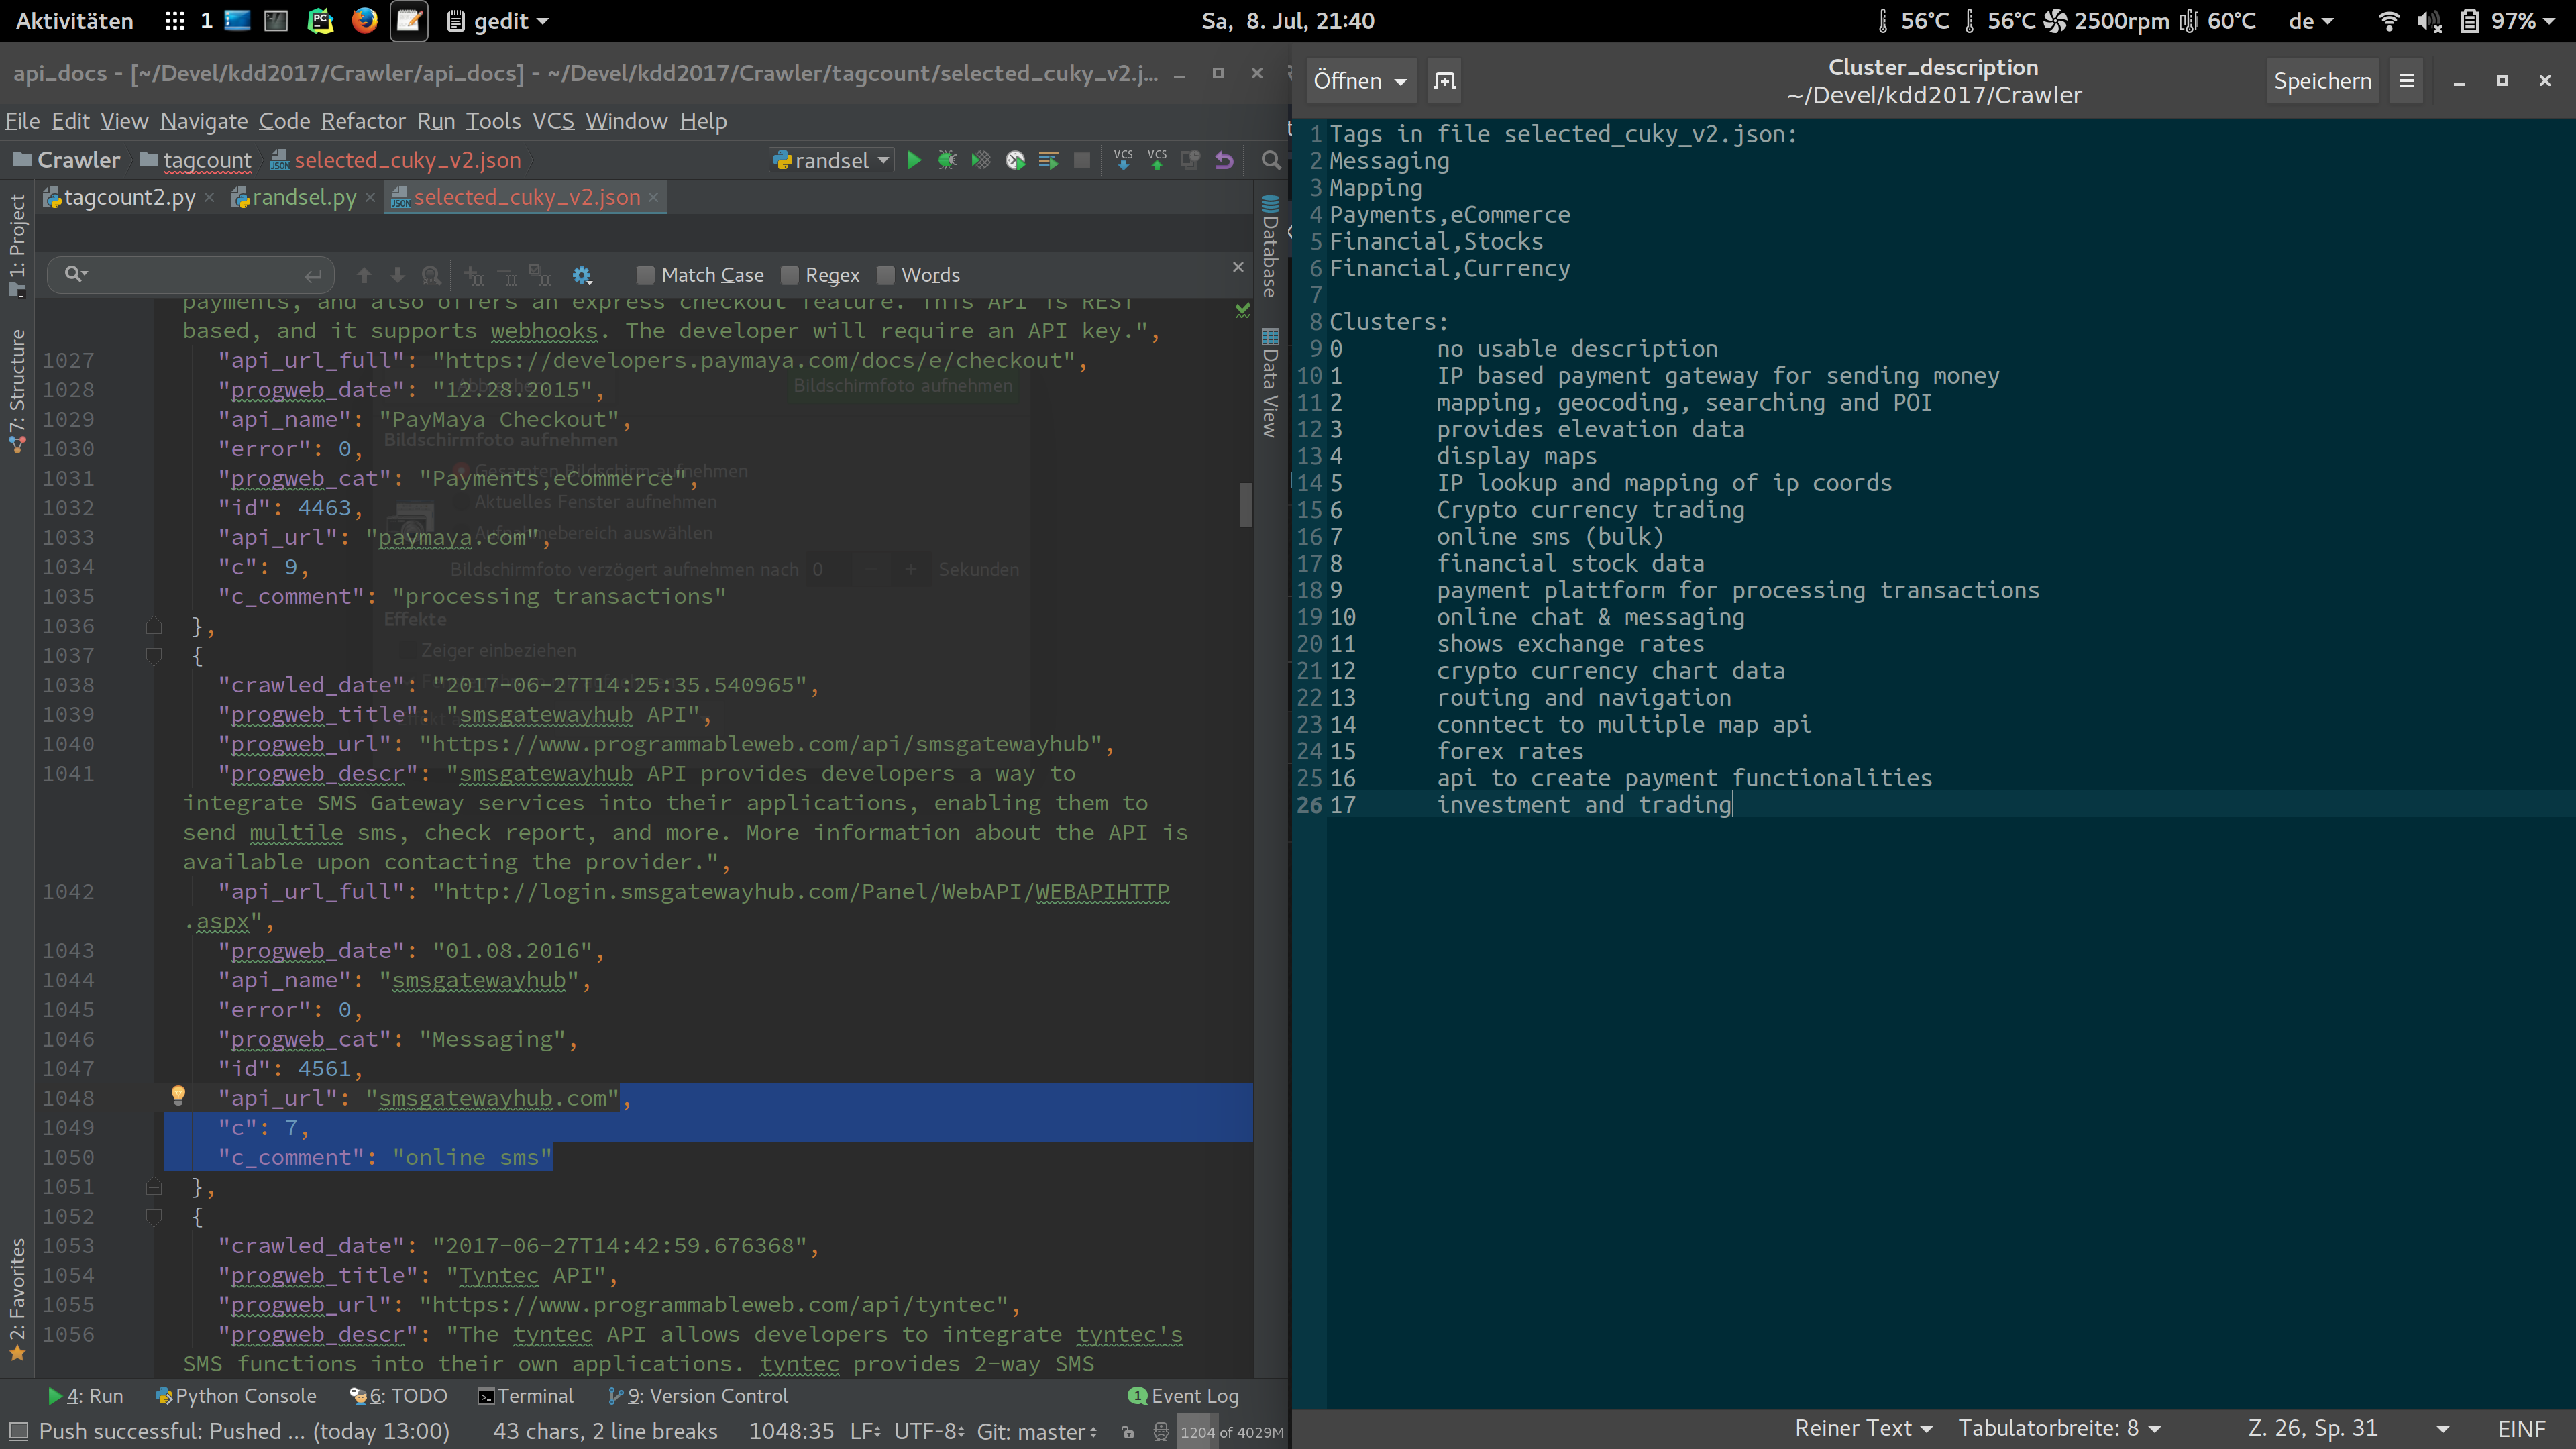 Aktivitäten 1 gedit Sa, 8. Jul, 21:40 56°C 56°C 2500rpm 60°C de 97%
api_docs - [~/Devel/kdd2017/Crawler/api_docs] - ~/Devel/kdd2017/Crawler/tagcount/selected_cuky_v2.j...
File Edit View Navigate Code Refactor Run Tools VCS Window Help
Crawler tagcount selected_cuky_v2.json randsel VCS VCS
tagcount2.py randsel.py selected_cuky_v2.json
Match Case Regex Words
1: Project
7: Structure
2: Favorites
Database
Data View
payments, and also offers an express checkout feature. This API is REST
based, and it supports webhooks. The developer will require an API key.",
1027 "api_url_full": "https://developers.paymaya.com/docs/e/checkout",
1028 "progweb_date": "12.28.2015",
1029 "api_name": "PayMaya Checkout",
1030 "error": 0,
1031 "progweb_cat": "Payments,eCommerce",
1032 "id": 4463,
1033 "api_url": "paymaya.com",
1034 "c": 9,
1035 "c_comment": "processing transactions"
1036 },
1037 {
1038 "crawled_date": "2017-06-27T14:25:35.540965",
1039 "progweb_title": "smsgatewayhub API",
1040 "progweb_url": "https://www.programmableweb.com/api/smsgatewayhub",
1041 "progweb_descr": "smsgatewayhub API provides developers a way to
integrate SMS Gateway services into their applications, enabling them to
send multile sms, check report, and more. More information about the API is
available upon contacting the provider.",
1042 "api_url_full": "http://login.smsgatewayhub.com/Panel/WebAPI/WEBAPIHTTP
.aspx",
1043 "progweb_date": "01.08.2016",
1044 "api_name": "smsgatewayhub",
1045 "error": 0,
1046 "progweb_cat": "Messaging",
1047 "id": 4561,
1048 "api_url": "smsgatewayhub.com",
1049 "c": 7,
1050 "c_comment": "online sms"
1051 },
1052 {
1053 "crawled_date": "2017-06-27T14:42:59.676368",
1054 "progweb_title": "Tyntec API",
1055 "progweb_url": "https://www.programmableweb.com/api/tyntec",
1056 "progweb_descr": "The tyntec API allows developers to integrate tyntec's
SMS functions into their own applications. tyntec provides 2-way SMS
Bildschirmfoto aufnehmen
Bildschirmfoto aufnehmen
Gesamten Bildschirm aufnehmen
Aktuelles Fenster aufnehmen
Aufnahmebereich auswählen
Bildschirmfoto verzögert aufnehmen nach 0 − + Sekunden
Effekte
Zeiger einbeziehen
4: Run Python Console 6: TODO Terminal 9: Version Control 1 Event Log
Push successful: Pushed ... (today 13:00) 43 chars, 2 line breaks 1048:35 LF UTF-8 Git: master 1204 of 4029M
Öffnen Cluster_description Speichern
~/Devel/kdd2017/Crawler
1 Tags in file selected_cuky_v2.json:
2 Messaging
3 Mapping
4 Payments,eCommerce
5 Financial,Stocks
6 Financial,Currency
7
8 Clusters:
9 0 no usable description
10 1 IP based payment gateway for sending money
11 2 mapping, geocoding, searching and POI
12 3 provides elevation data
13 4 display maps
14 5 IP lookup and mapping of ip coords
15 6 Crypto currency trading
16 7 online sms (bulk)
17 8 financial stock data
18 9 payment plattform for processing transactions
19 10 online chat & messaging
20 11 shows exchange rates
21 12 crypto currency chart data
22 13 routing and navigation
23 14 conntect to multiple map api
24 15 forex rates
25 16 api to create payment functionalities
26 17 investment and trading
Reiner Text Tabulatorbreite: 8 Z. 26, Sp. 31 EINF